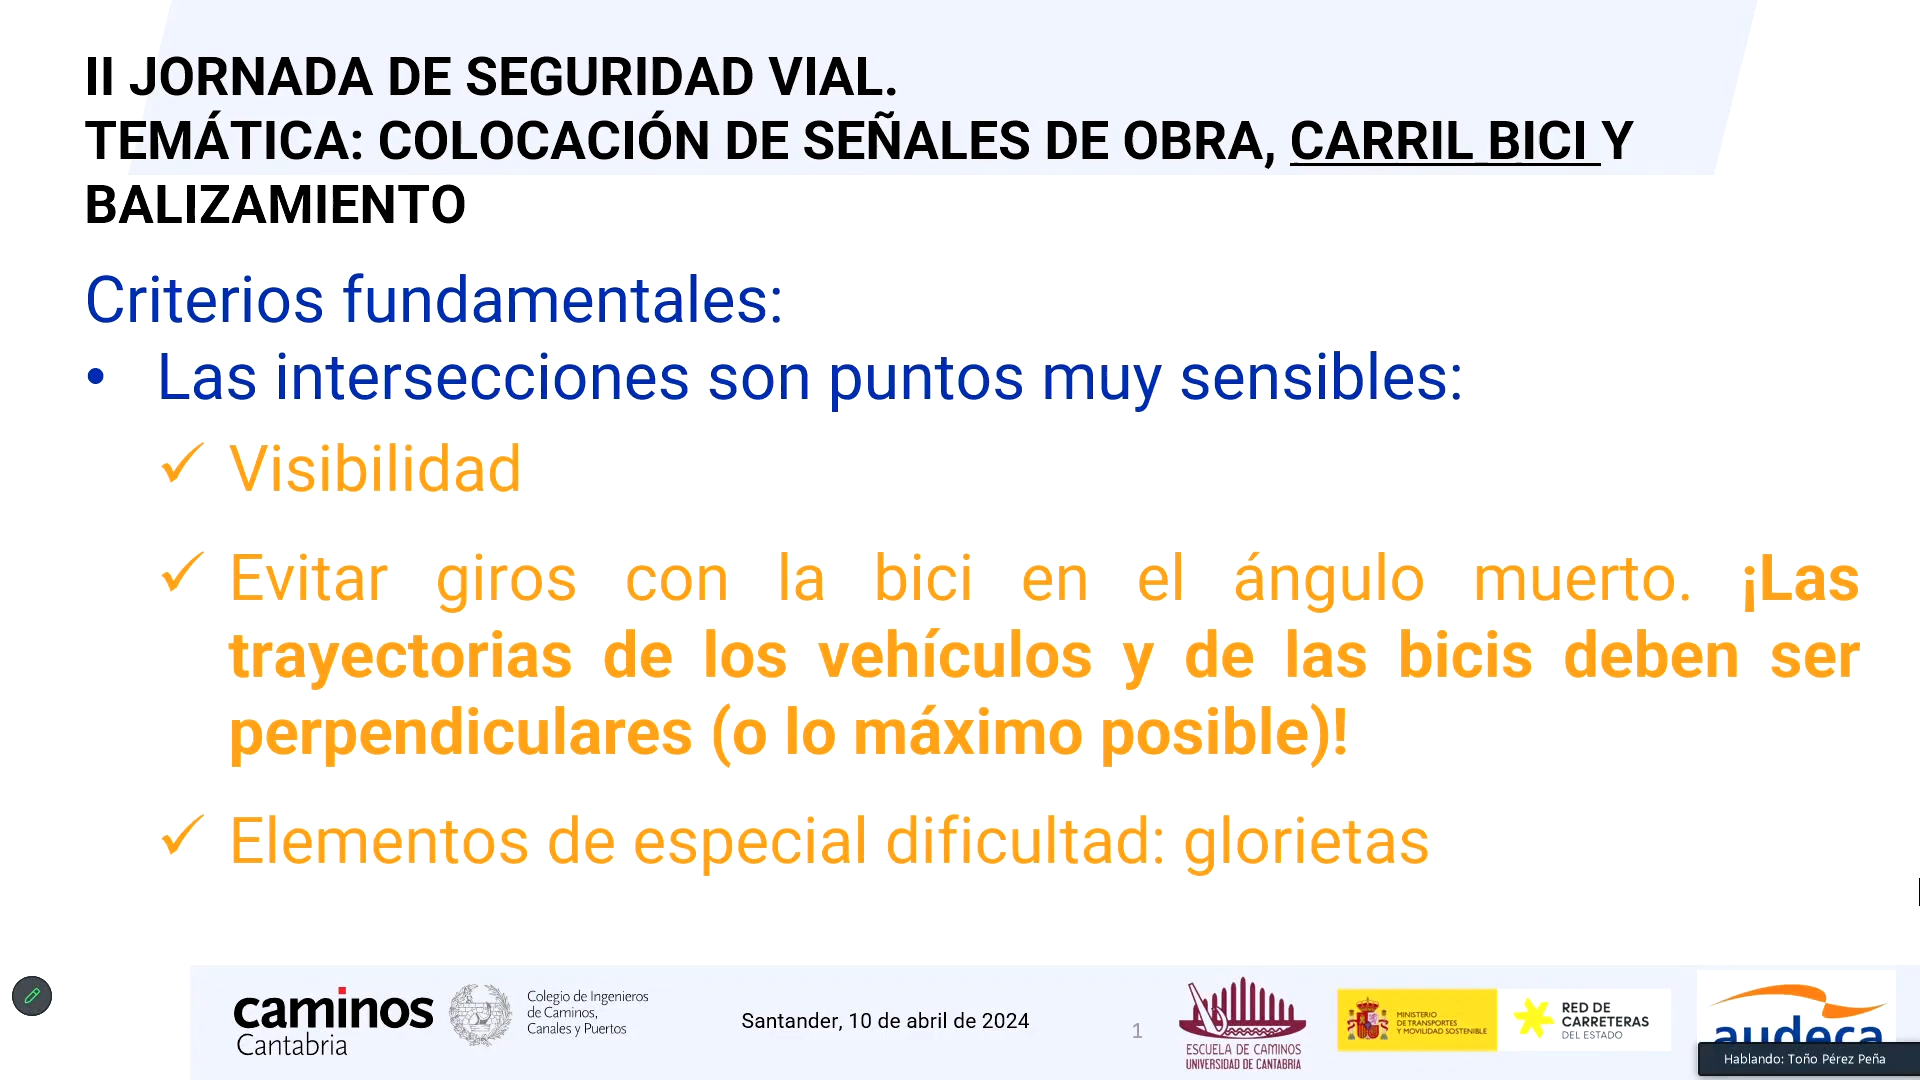 II JORNADA DE SEGURIDAD VIAL.
TEMÁTICA: COLOCACIÓN DE SEÑALES DE OBRA, CARRIL BICI Y
BALIZAMIENTO
Criterios fundamentales:
• Las intersecciones son puntos muy sensibles:
✓ Visibilidad
✓ Evitar giros con la bici en el ángulo muerto. ¡Las
trayectorias de los vehículos y de las bicis deben ser
perpendiculares (o lo máximo posible)!
✓ Elementos de especial dificultad: glorietas
caminos
Cantabria
Colegio de Ingenieros
de Caminos,
Canales y Puertos
Santander, 10 de abril de 2024
1
ESCUELA DE CAMINOS
UNIVERSIDAD DE CANTABRIA
MINISTERIO
DE TRANSPORTES
Y MOVILIDAD SOSTENIBLE
RED DE
CARRETERAS
DEL ESTADO
audeca
Hablando: Toño Pérez Peña